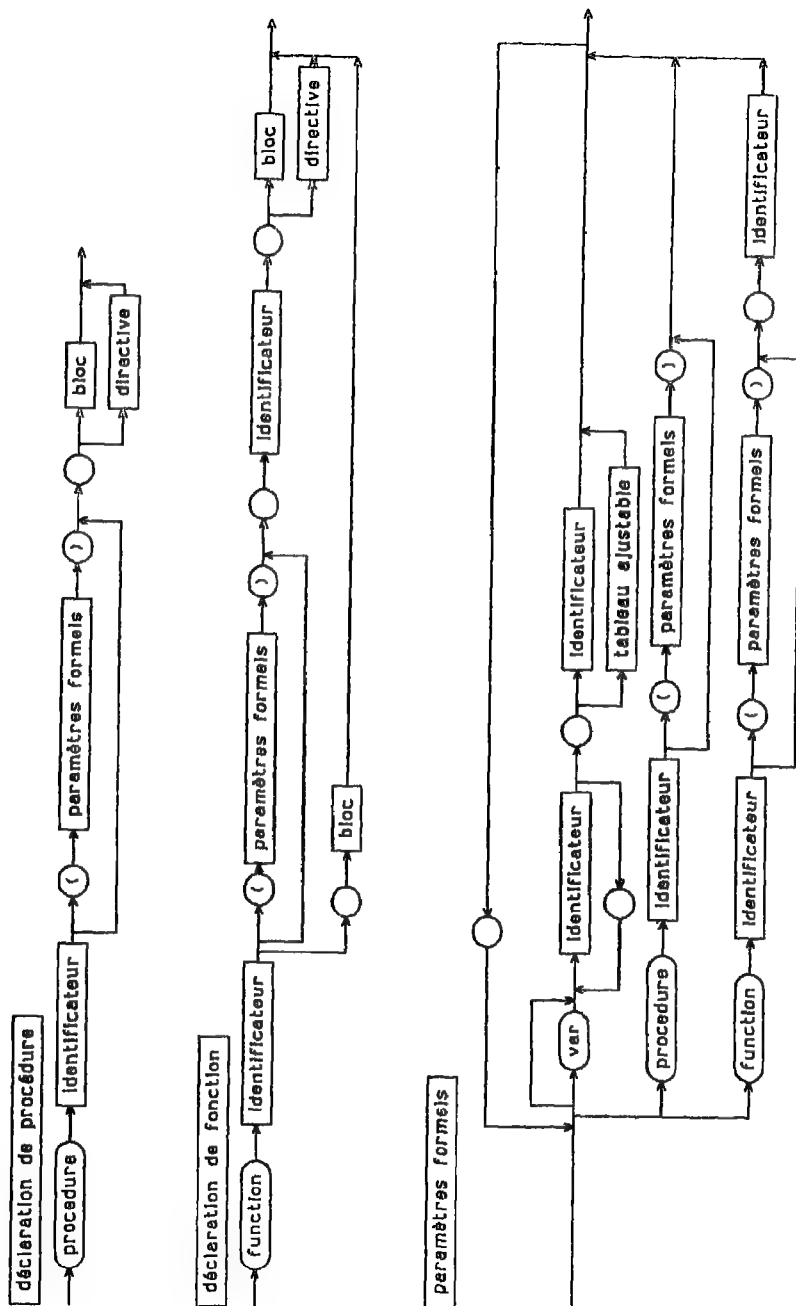 déclaration de procédure
procedure
identificateur
(
paramètres formels
)
bloc
directive
déclaration de fonction
function
identificateur
(
paramètres formels
)
identificateur
bloc
directive
bloc
paramètres formels
var
identificateur
identificateur
tableau ajustable
procedure
identificateur
(
paramètres formels
)
function
identificateur
(
paramètres formels
)
identificateur